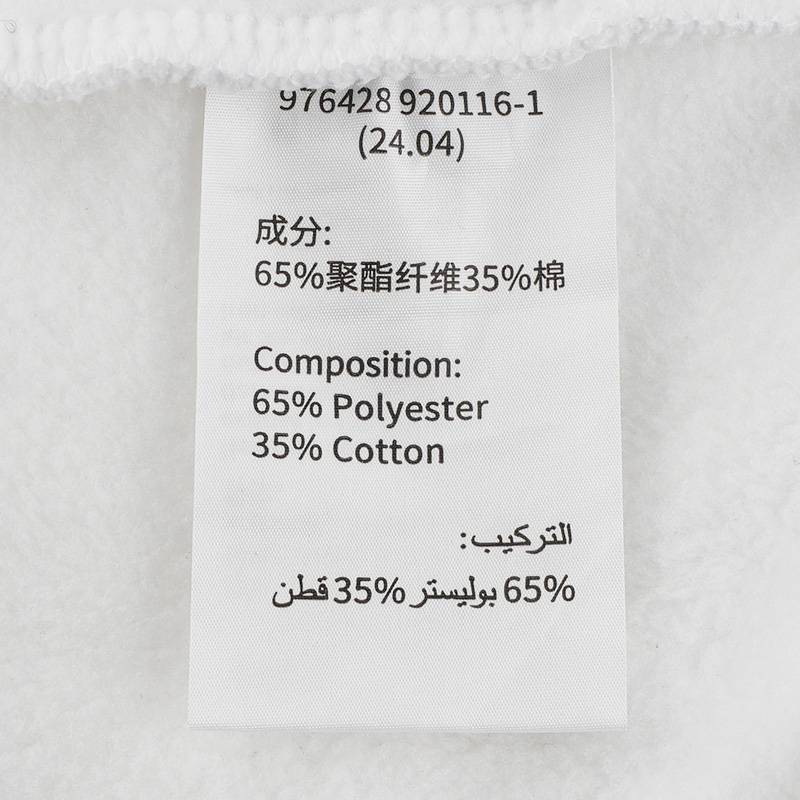 976428 920116-1
(24.04)
成分:
65%聚酯纤维35%棉
Composition:
65% Polyester
35% Cotton
التركيب:
65% بوليستر 35% قطن